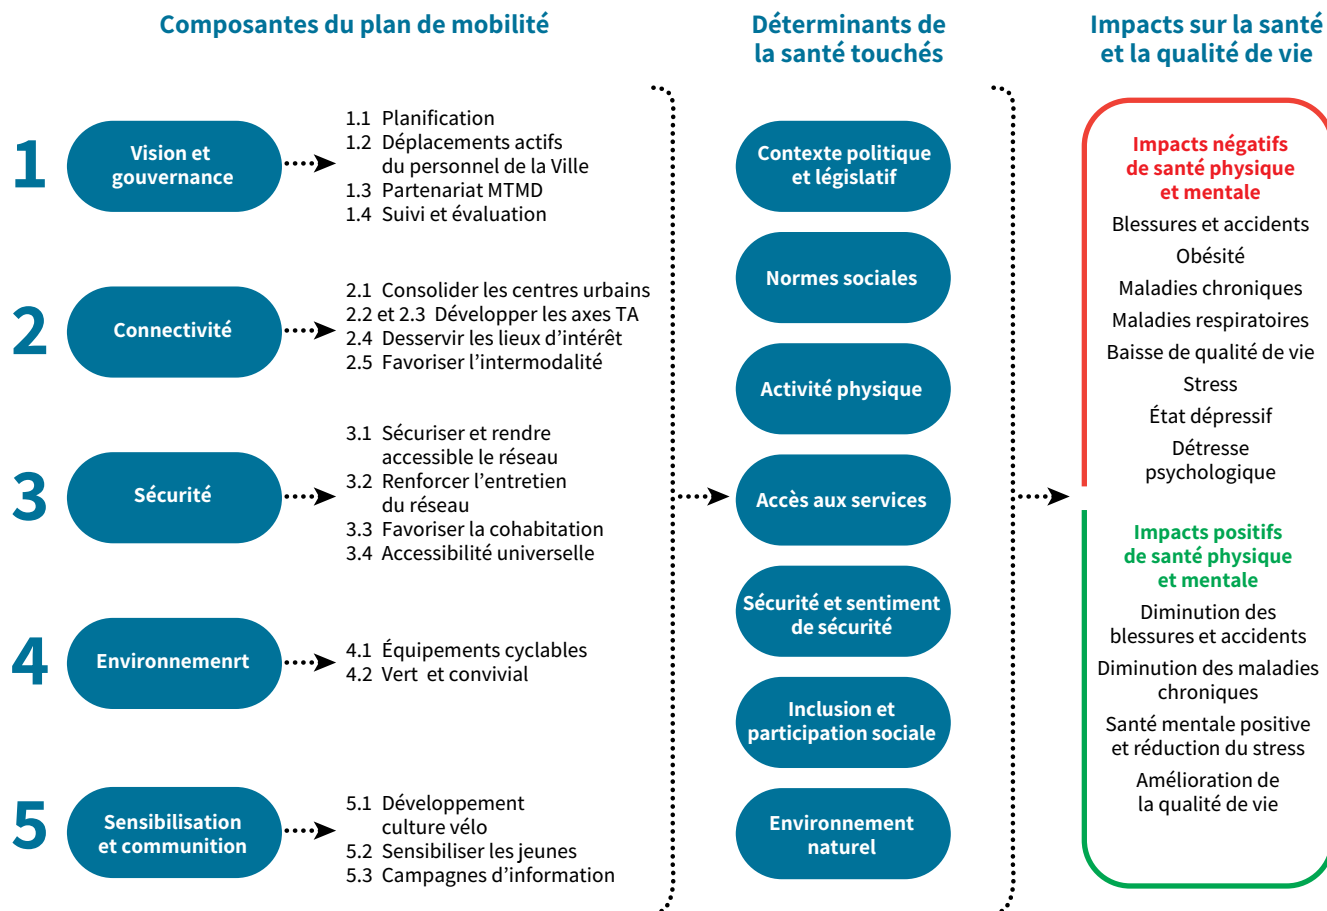 Composantes du plan de mobilité
Déterminants de
la santé touchés
Impacts sur la santé
et la qualité de vie
1
Vision et
gouvernance
1.1 Planification
1.2 Déplacements actifs
du personnel de la Ville
1.3 Partenariat MTMD
1.4 Suivi et évaluation
2
Connectivité
2.1 Consolider les centres urbains
2.2 et 2.3 Développer les axes TA
2.4 Desservir les lieux d'intérêt
2.5 Favoriser l'intermodalité
3
Sécurité
3.1 Sécuriser et rendre
accessible le réseau
3.2 Renforcer l'entretien
du réseau
3.3 Favoriser la cohabitation
3.4 Accessibilité universelle
4
Environnemenrt
4.1 Équipements cyclables
4.2 Vert et convivial
5
Sensibilisation
et communition
5.1 Développement
culture vélo
5.2 Sensibiliser les jeunes
5.3 Campagnes d'information
Contexte politique
et législatif
Normes sociales
Activité physique
Accès aux services
Sécurité et sentiment
de sécurité
Inclusion et
participation sociale
Environnement
naturel
Impacts négatifs
de santé physique
et mentale
Blessures et accidents
Obésité
Maladies chroniques
Maladies respiratoires
Baisse de qualité de vie
Stress
État dépressif
Détresse
psychologique
Impacts positifs
de santé physique
et mentale
Diminution des
blessures et accidents
Diminution des maladies
chroniques
Santé mentale positive
et réduction du stress
Amélioration de
la qualité de vie